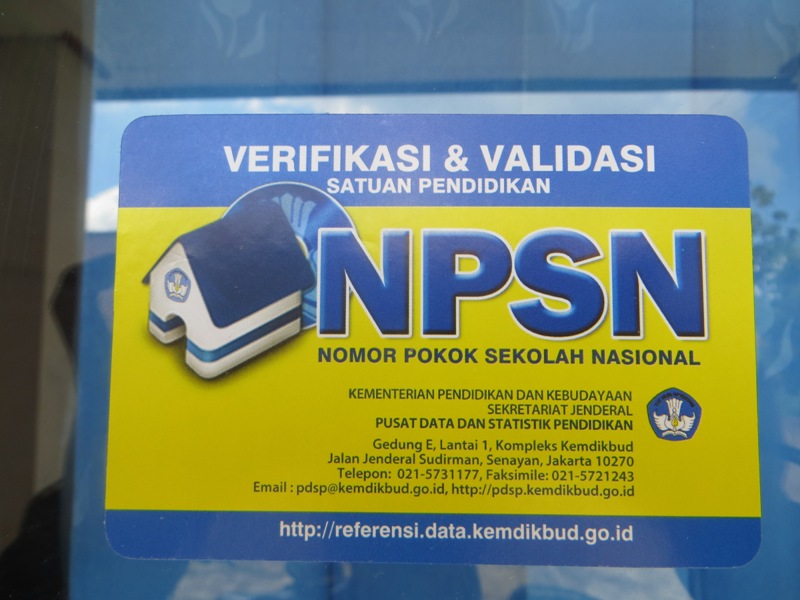 VERIFIKASI & VALIDASI
SATUAN PENDIDIKAN
NPSN
NOMOR POKOK SEKOLAH NASIONAL
KEMENTERIAN PENDIDIKAN DAN KEBUDAYAAN
SEKRETARIAT JENDERAL
PUSAT DATA DAN STATISTIK PENDIDIKAN
Gedung E, Lantai 1, Kompleks Kemdikbud
Jalan Jenderal Sudirman, Senayan, Jakarta 10270
Telepon: 021-5731177, Faksimile: 021-5721243
Email : pdsp@kemdikbud.go.id, http://pdsp.kemdikbud.go.id
http://referensi.data.kemdikbud.go.id